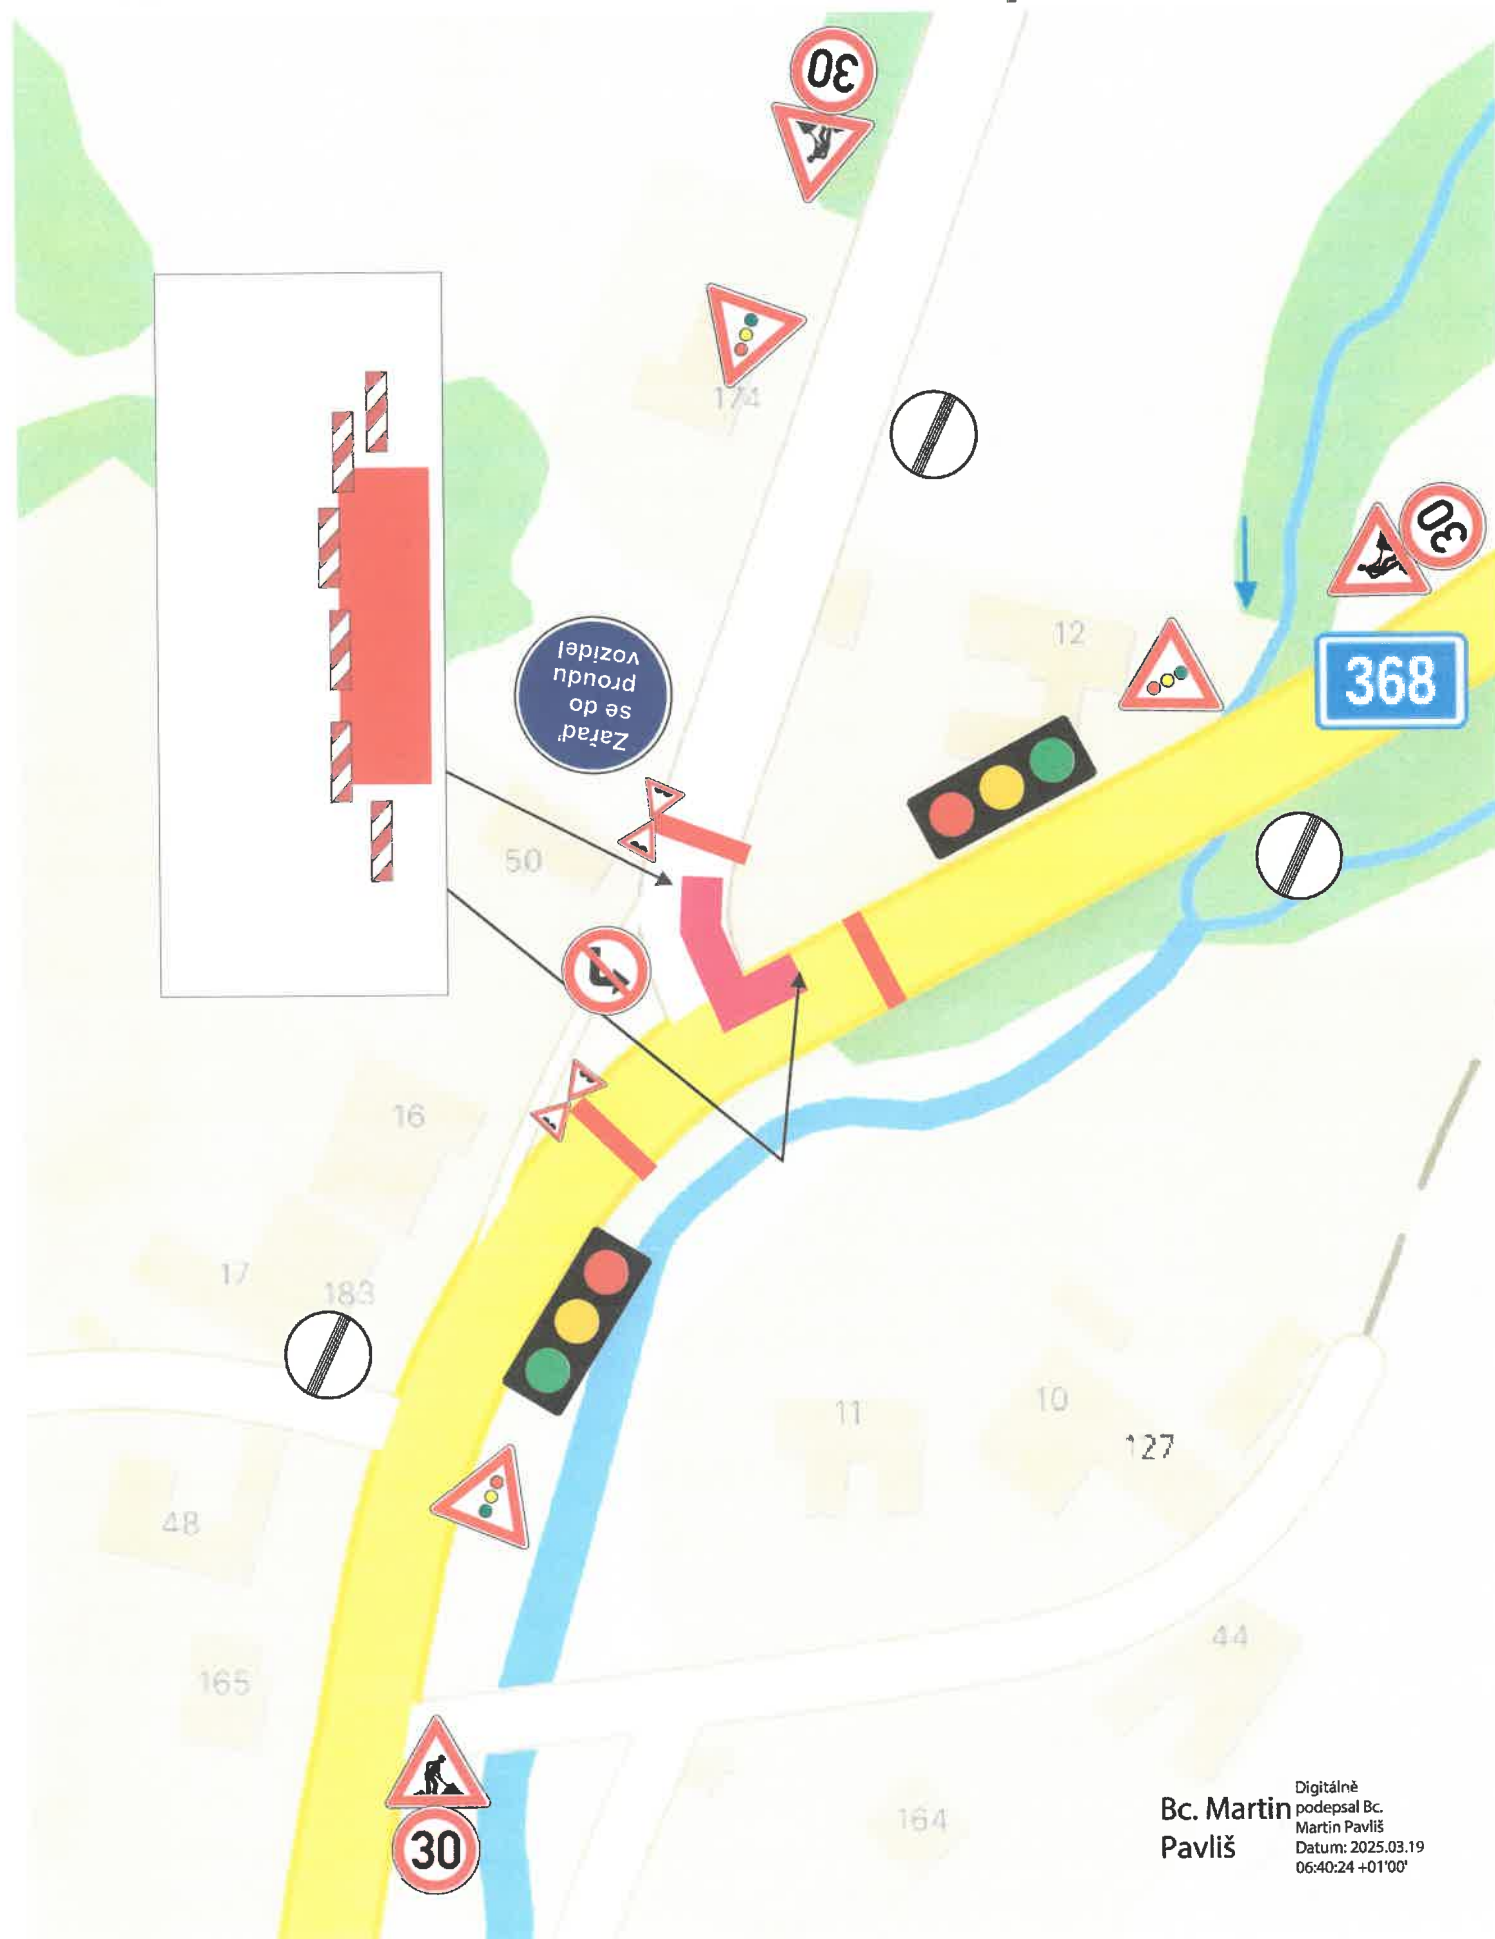 30
174
12
30
368
Zařaď
se do
proudu
vozidel
50
16
17
183
11
10
127
48
44
165
164
30
Bc. Martin
Pavliš
Digitálně
podepsal Bc.
Martin Pavliš
Datum: 2025.03.19
06:40:24 +01'00'